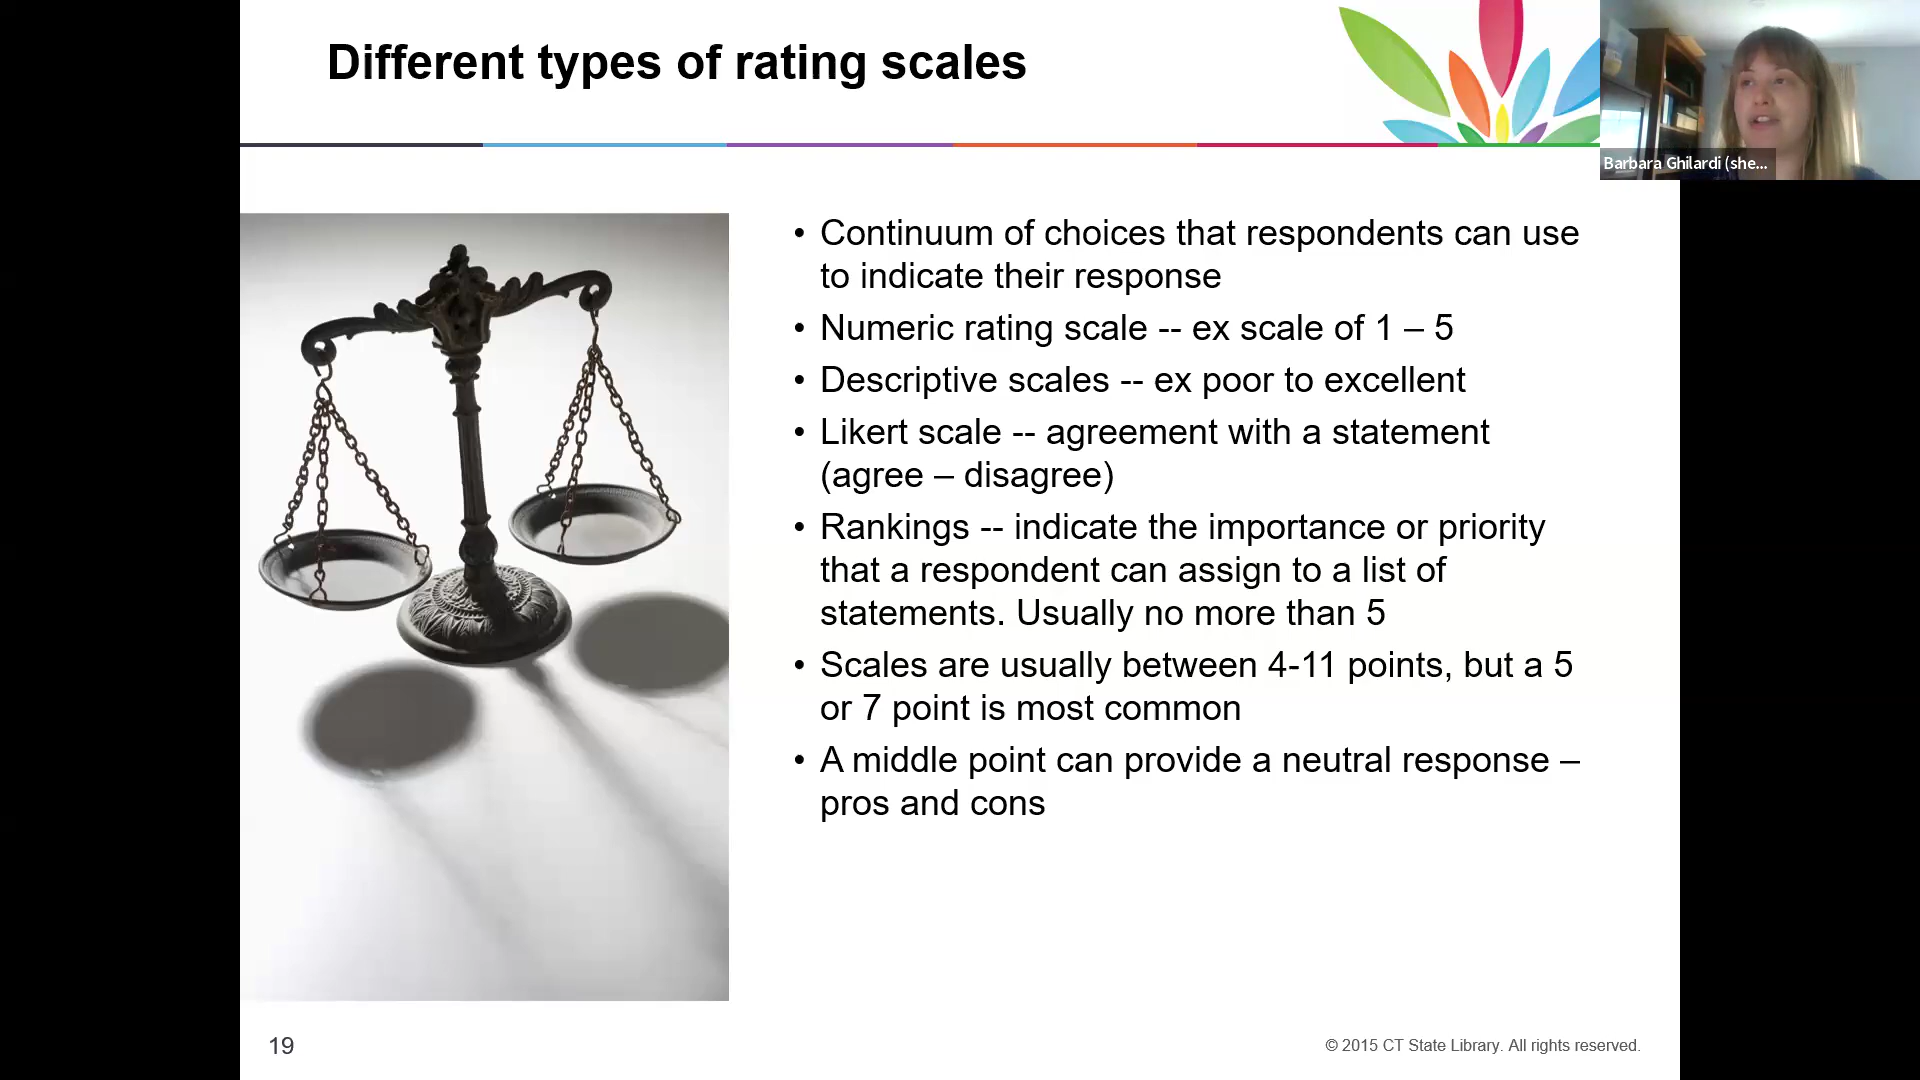 Different types of rating scales
Barbara Ghilardi (she...
• Continuum of choices that respondents can use
to indicate their response
• Numeric rating scale -- ex scale of 1 – 5
• Descriptive scales -- ex poor to excellent
• Likert scale -- agreement with a statement
(agree – disagree)
• Rankings -- indicate the importance or priority
that a respondent can assign to a list of
statements. Usually no more than 5
• Scales are usually between 4-11 points, but a 5
or 7 point is most common
• A middle point can provide a neutral response –
pros and cons
19
© 2015 CT State Library. All rights reserved.